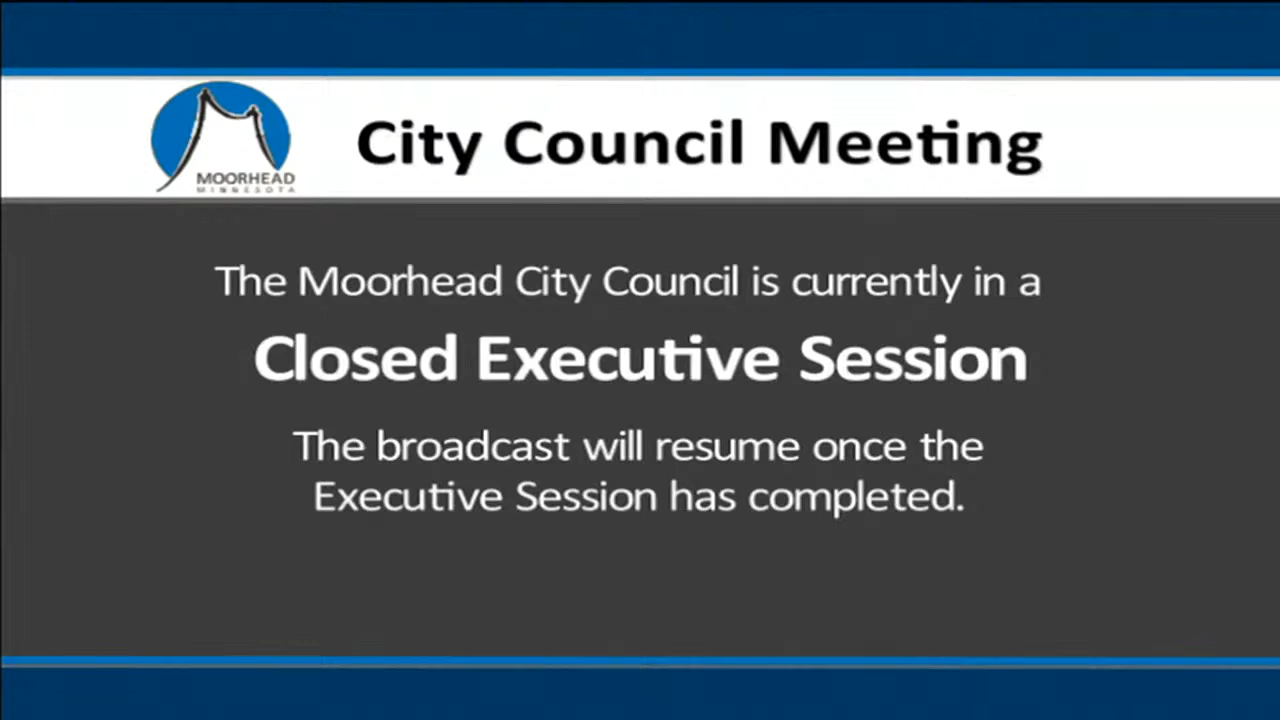 City Council Meeting
MOORHEAD
MINNESOTA
The Moorhead City Council is currently in a
Closed Executive Session
The broadcast will resume once the
Executive Session has completed.